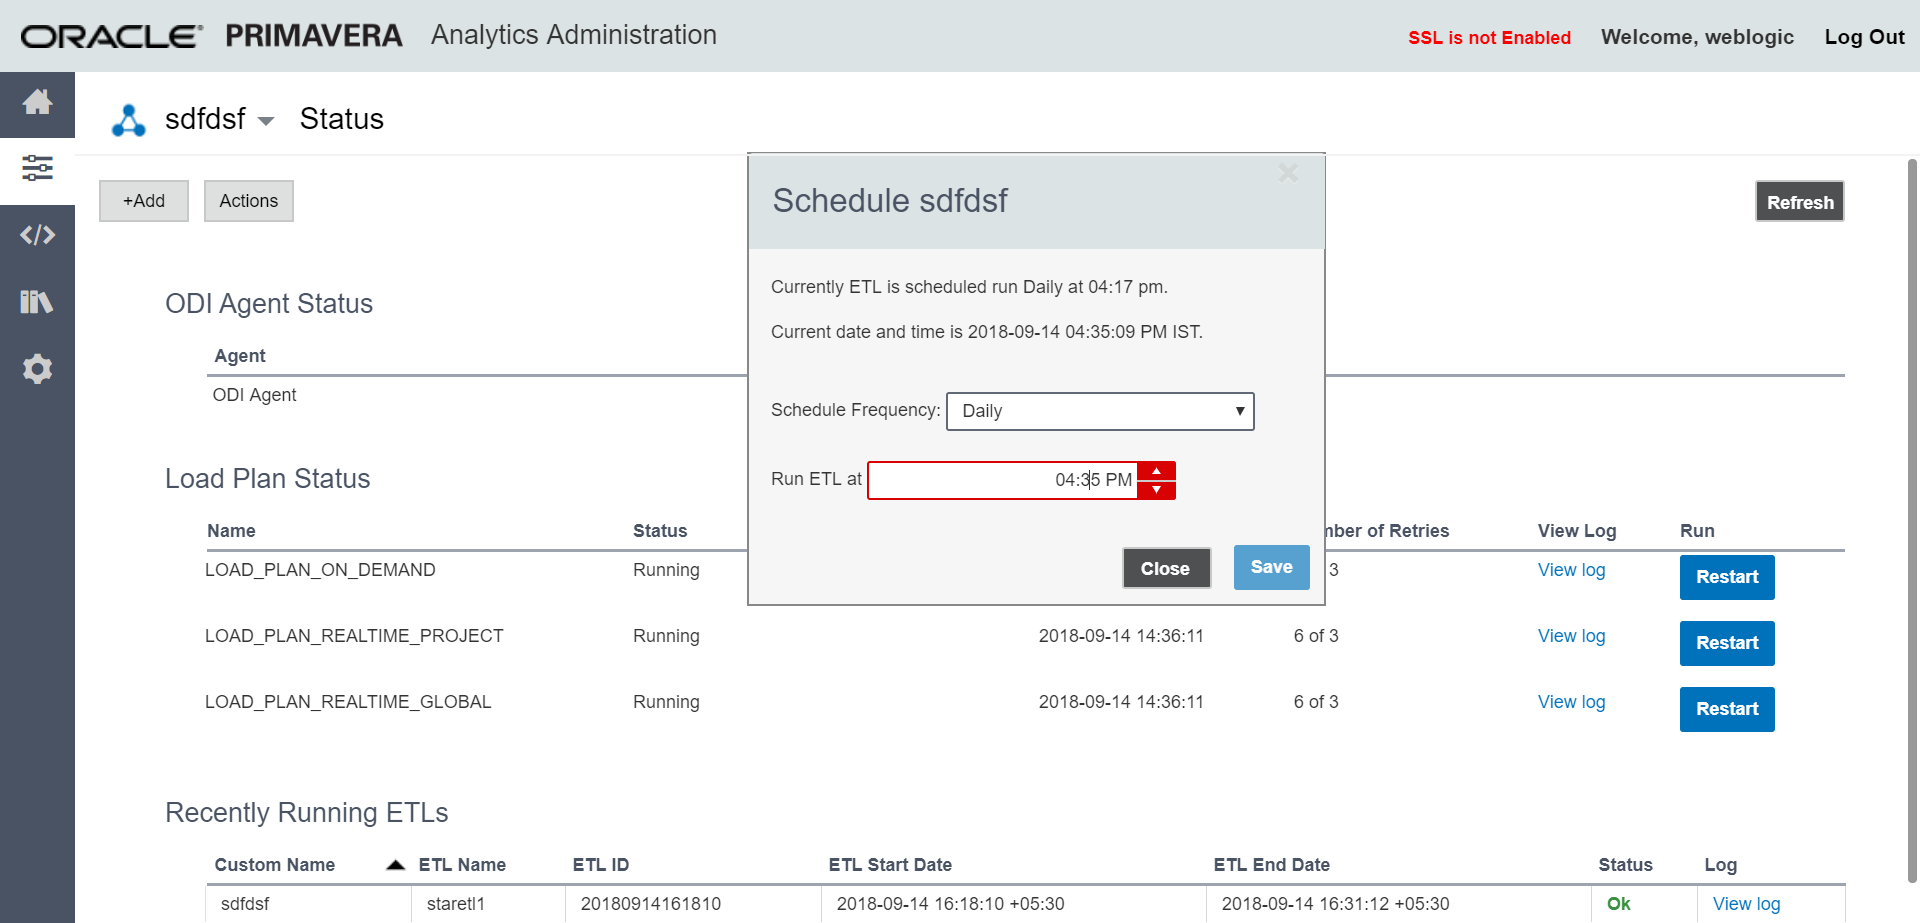 ORACLE PRIMAVERA Analytics Administration
SSL is not Enabled Welcome, weblogic Log Out
sdfdsf Status
+Add Actions Refresh
Schedule sdfdsf
Currently ETL is scheduled run Daily at 04:17 pm.
Current date and time is 2018-09-14 04:35:09 PM IST.
Schedule Frequency: Daily
Run ETL at 04:35 PM
Close Save
ODI Agent Status
Agent
ODI Agent
Load Plan Status
Name Status of Retries View Log Run
LOAD_PLAN_ON_DEMAND Running 3 View log Restart
LOAD_PLAN_REALTIME_PROJECT Running 2018-09-14 14:36:11 6 of 3 View log Restart
LOAD_PLAN_REALTIME_GLOBAL Running 2018-09-14 14:36:11 6 of 3 View log Restart
Recently Running ETLs
Custom Name ETL Name ETL ID ETL Start Date ETL End Date Status Log
sdfdsf staretl1 20180914161810 2018-09-14 16:18:10 +05:30 2018-09-14 16:31:12 +05:30 Ok View log